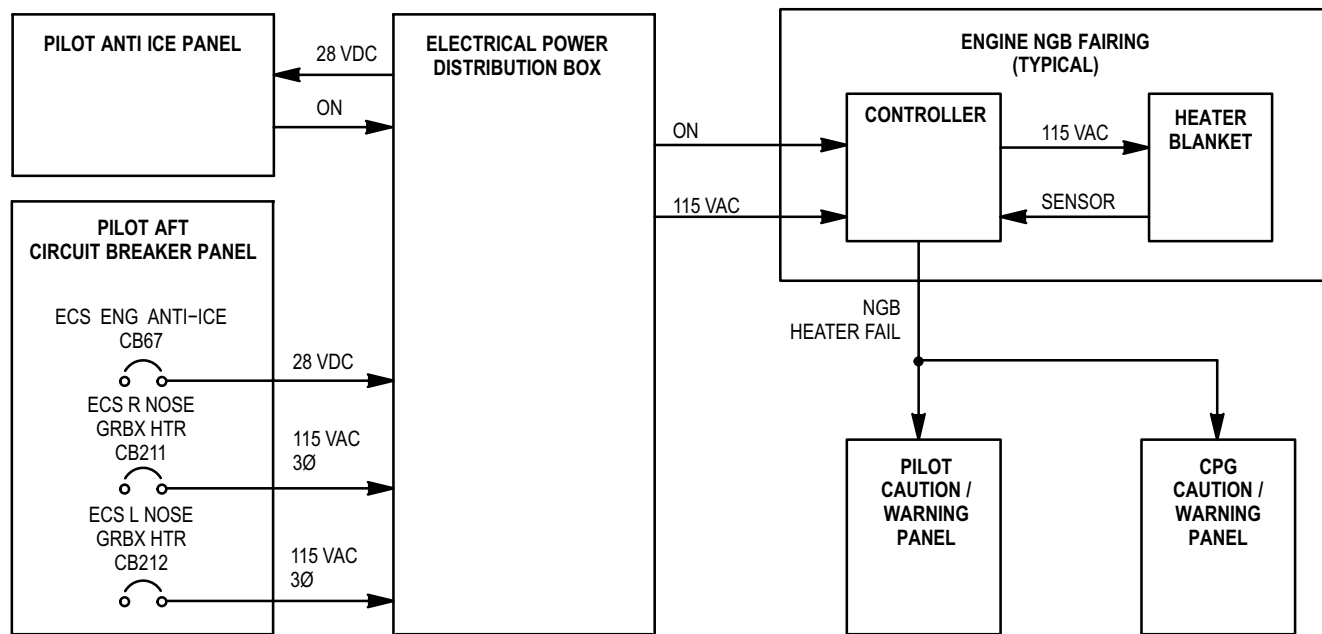 PILOT ANTI ICE PANEL
28 VDC
ON
ELECTRICAL POWER
DISTRIBUTION BOX
ENGINE NGB FAIRING
(TYPICAL)
ON
115 VAC
CONTROLLER
115 VAC
SENSOR
HEATER
BLANKET
PILOT AFT
CIRCUIT BREAKER PANEL
ECS ENG ANTI-ICE
CB67
28 VDC
ECS R NOSE
GRBX HTR
CB211
115 VAC
3Ø
ECS L NOSE
GRBX HTR
CB212
115 VAC
3Ø
NGB
HEATER FAIL
PILOT
CAUTION /
WARNING
PANEL
CPG
CAUTION /
WARNING
PANEL